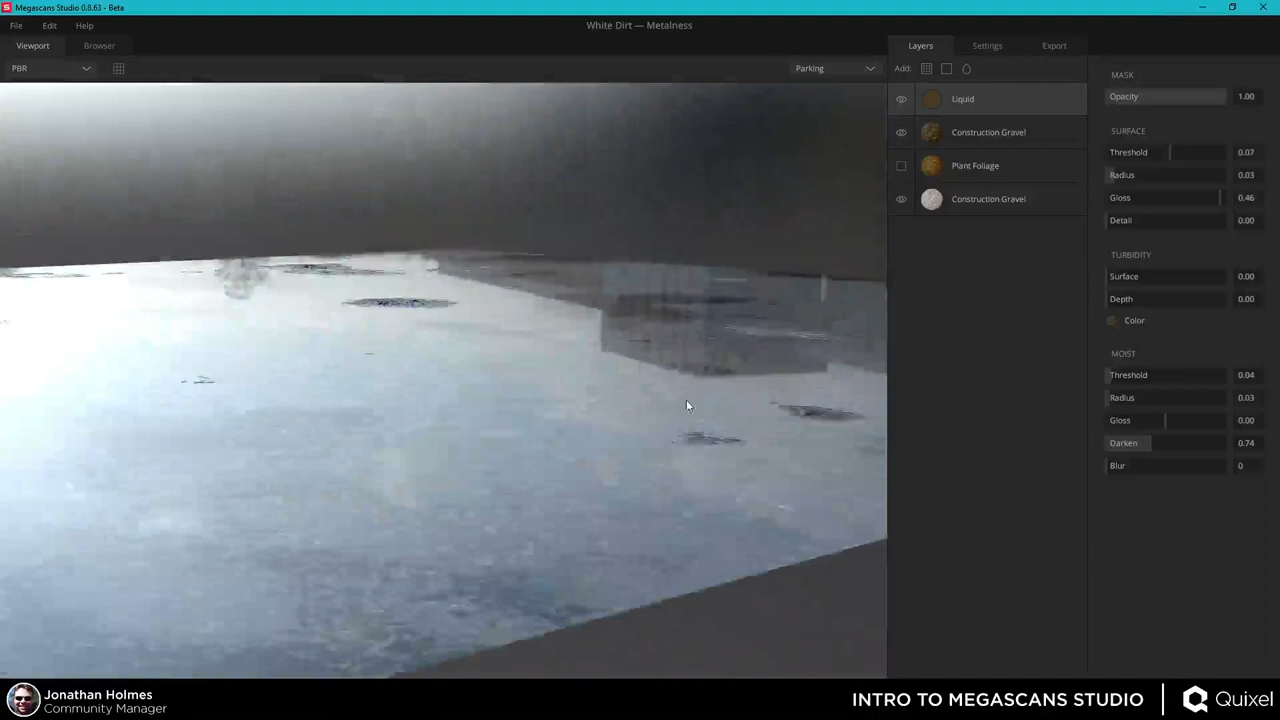 Megascans Studio 0.8.63 - Beta
File Edit Help White Dirt — Metalness
Viewport Browser Layers Settings Export
PBR Parking Add:
Liquid
Construction Gravel
Plant Foliage
Construction Gravel
MASK
Opacity 1.00
SURFACE
Threshold 0.07
Radius 0.03
Gloss 0.46
Detail 0.00
TURBIDITY
Surface 0.00
Depth 0.00
Color
MOIST
Threshold 0.04
Radius 0.03
Gloss 0.00
Darken 0.74
Blur 0
Jonathan Holmes
Community Manager
INTRO TO MEGASCANS STUDIO
Quixel